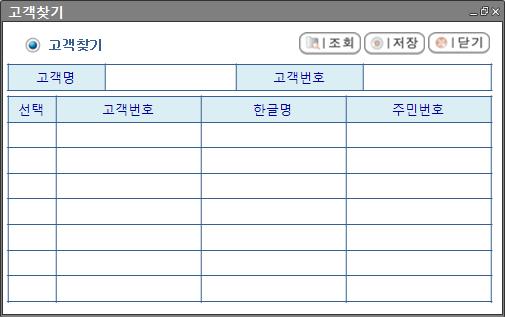 고객찾기
고객찾기 | 조회 | 저장 | 닫기
고객명 고객번호
선택 고객번호 한글명 주민번호